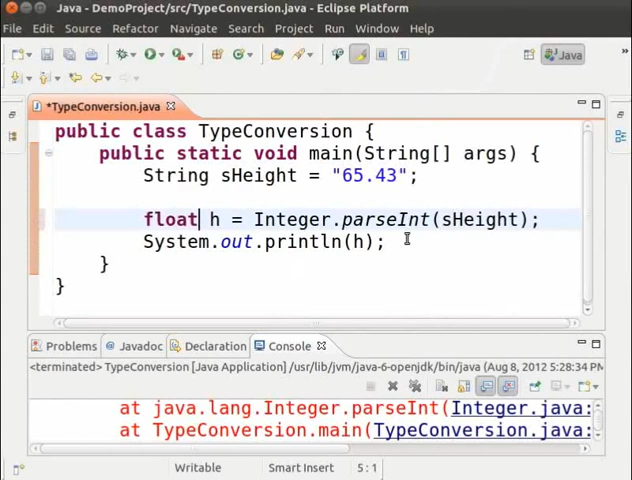 Java - DemoProject/src/TypeConversion.java - Eclipse Platform
File Edit Source Refactor Navigate Search Project Run Window Help
Java
*TypeConversion.java
public class TypeConversion {
public static void main(String[] args) {
String sHeight = "65.43";
float h = Integer.parseInt(sHeight);
System.out.println(h);
}
}
Problems Javadoc Declaration Console
<terminated> TypeConversion [Java Application] /usr/lib/jvm/java-6-openjdk/bin/java (Aug 8, 2012 5:28:34 PM
at java.lang.Integer.parseInt(Integer.java:
at TypeConversion.main(TypeConversion.java:
Writable Smart Insert 5 : 1